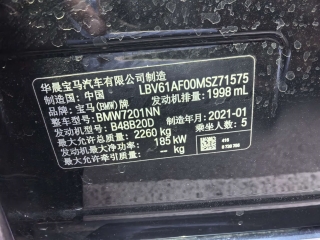 华晨宝马汽车有限公司制造
制造国：中国 LBV61AF00MSZ71575
品牌：宝马(BMW)牌 发动机排量：1998 mL
整车型号：BMW7201NN
发动机型号：B48B20D 制造年月：2021-01
最大允许总质量：2260 kg 乘坐人数：5
发动机最大净功率：185 kW
最大允许牵引质量：— kg